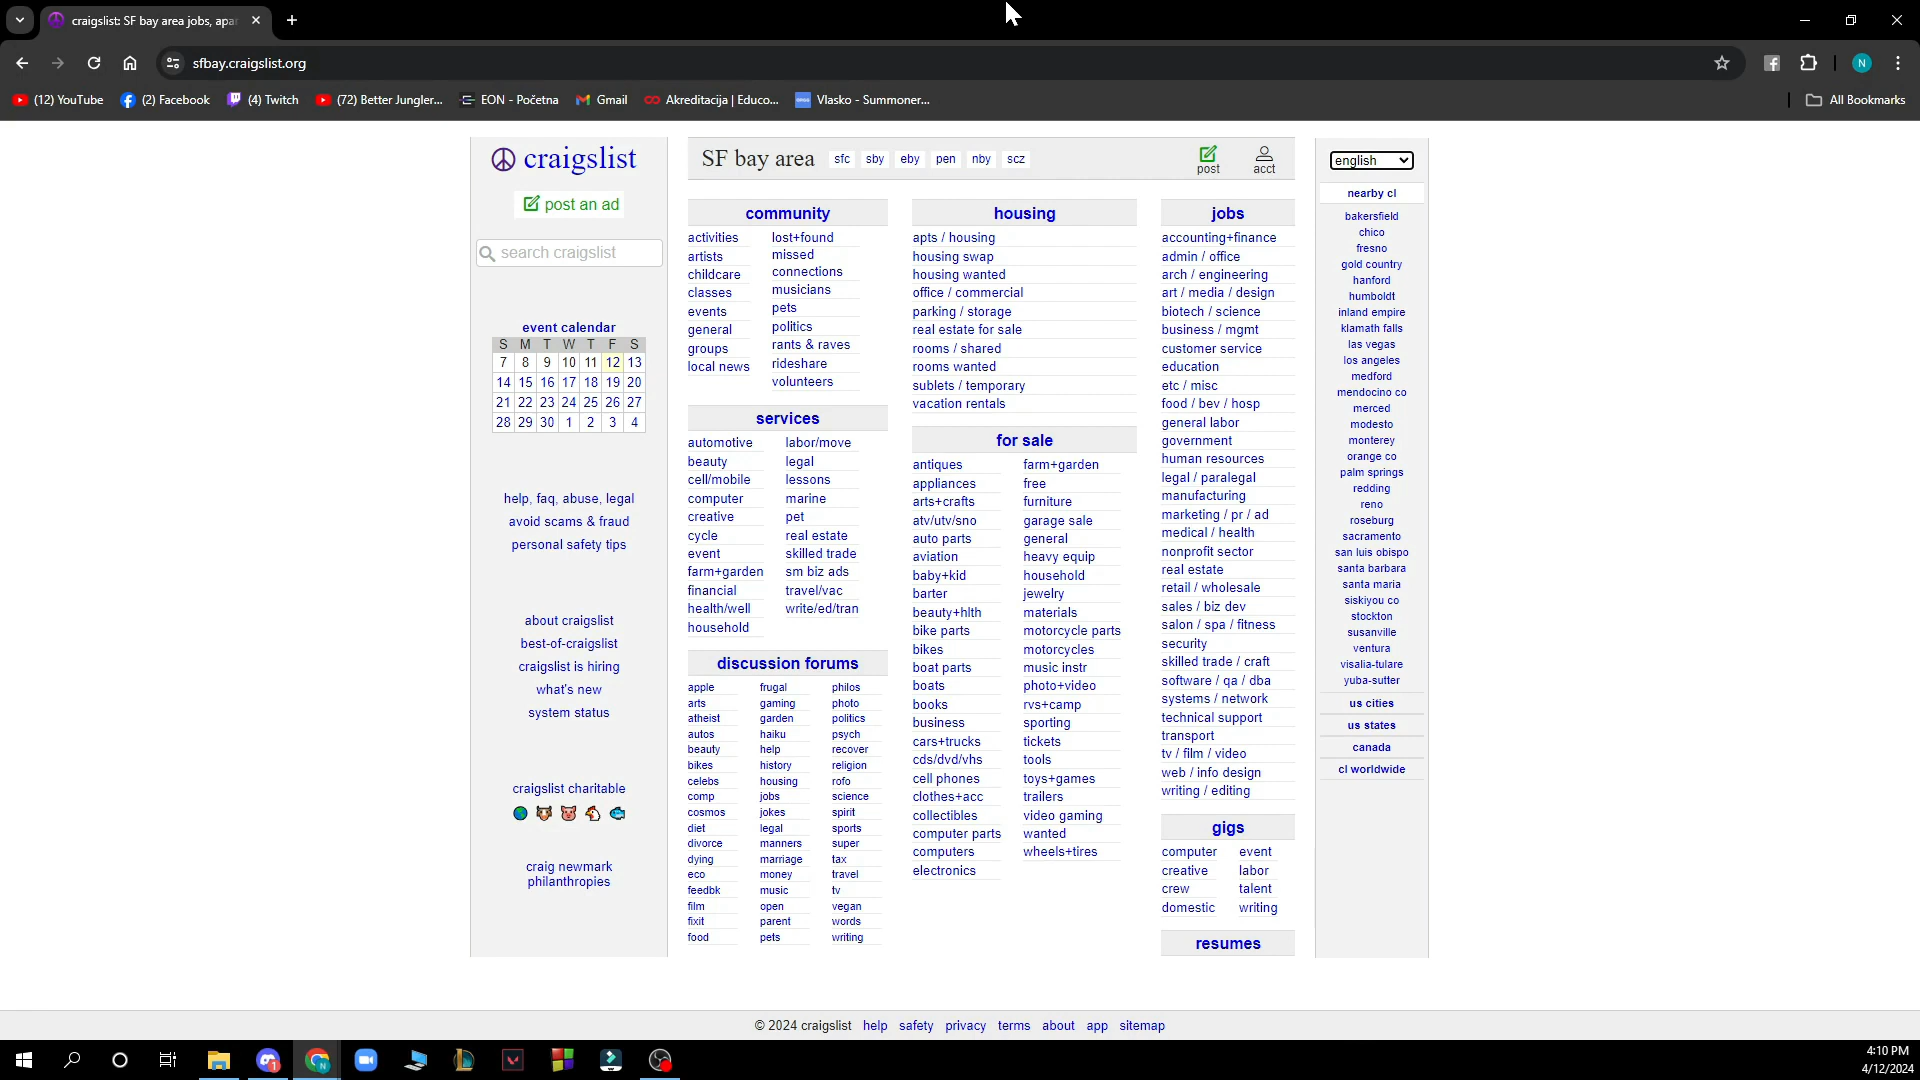 craigslist: SF bay area jobs, apa
sfbay.craigslist.org
N
(12) YouTube
(2) Facebook
(4) Twitch
(72) Better Jungler...
EON - Početna
Gmail
Akreditacija | Educo...
Vlasko - Summoner...
All Bookmarks
craigslist
post an ad
search craigslist
event calendar
S M T W T F S
7 8 9 10 11 12 13
14 15 16 17 18 19 20
21 22 23 24 25 26 27
28 29 30 1 2 3 4
help, faq, abuse, legal
avoid scams & fraud
personal safety tips
about craigslist
best-of-craigslist
craigslist is hiring
what's new
system status
craigslist charitable
craig newmark
philanthropies
SF bay area sfc sby eby pen nby scz
post
acct
community
activities
artists
childcare
classes
events
general
groups
local news
lost+found
missed
connections
musicians
pets
politics
rants & raves
rideshare
volunteers
services
automotive
beauty
cell/mobile
computer
creative
cycle
event
farm+garden
financial
health/well
household
labor/move
legal
lessons
marine
pet
real estate
skilled trade
sm biz ads
travel/vac
write/ed/tran
discussion forums
apple
arts
atheist
autos
beauty
bikes
celebs
comp
cosmos
diet
divorce
dying
eco
feedbk
film
fixit
food
frugal
gaming
garden
haiku
help
history
housing
jobs
jokes
legal
manners
marriage
money
music
open
parent
pets
philos
photo
politics
psych
recover
religion
rofo
science
spirit
sports
super
tax
travel
tv
vegan
words
writing
housing
apts / housing
housing swap
housing wanted
office / commercial
parking / storage
real estate for sale
rooms / shared
rooms wanted
sublets / temporary
vacation rentals
for sale
antiques
appliances
arts+crafts
atv/utv/sno
auto parts
aviation
baby+kid
barter
beauty+hlth
bike parts
bikes
boat parts
boats
books
business
cars+trucks
cds/dvd/vhs
cell phones
clothes+acc
collectibles
computer parts
computers
electronics
farm+garden
free
furniture
garage sale
general
heavy equip
household
jewelry
materials
motorcycle parts
motorcycles
music instr
photo+video
rvs+camp
sporting
tickets
tools
toys+games
trailers
video gaming
wanted
wheels+tires
jobs
accounting+finance
admin / office
arch / engineering
art / media / design
biotech / science
business / mgmt
customer service
education
etc / misc
food / bev / hosp
general labor
government
human resources
legal / paralegal
manufacturing
marketing / pr / ad
medical / health
nonprofit sector
real estate
retail / wholesale
sales / biz dev
salon / spa / fitness
security
skilled trade / craft
software / qa / dba
systems / network
technical support
transport
tv / film / video
web / info design
writing / editing
gigs
computer
creative
crew
domestic
event
labor
talent
writing
resumes
english
nearby cl
bakersfield
chico
fresno
gold country
hanford
humboldt
inland empire
klamath falls
las vegas
los angeles
medford
mendocino co
merced
modesto
monterey
orange co
palm springs
redding
reno
roseburg
sacramento
san luis obispo
santa barbara
santa maria
siskiyou co
stockton
susanville
ventura
visalia-tulare
yuba-sutter
us cities
us states
canada
cl worldwide
© 2024 craigslist help safety privacy terms about app sitemap
4:10 PM
4/12/2024